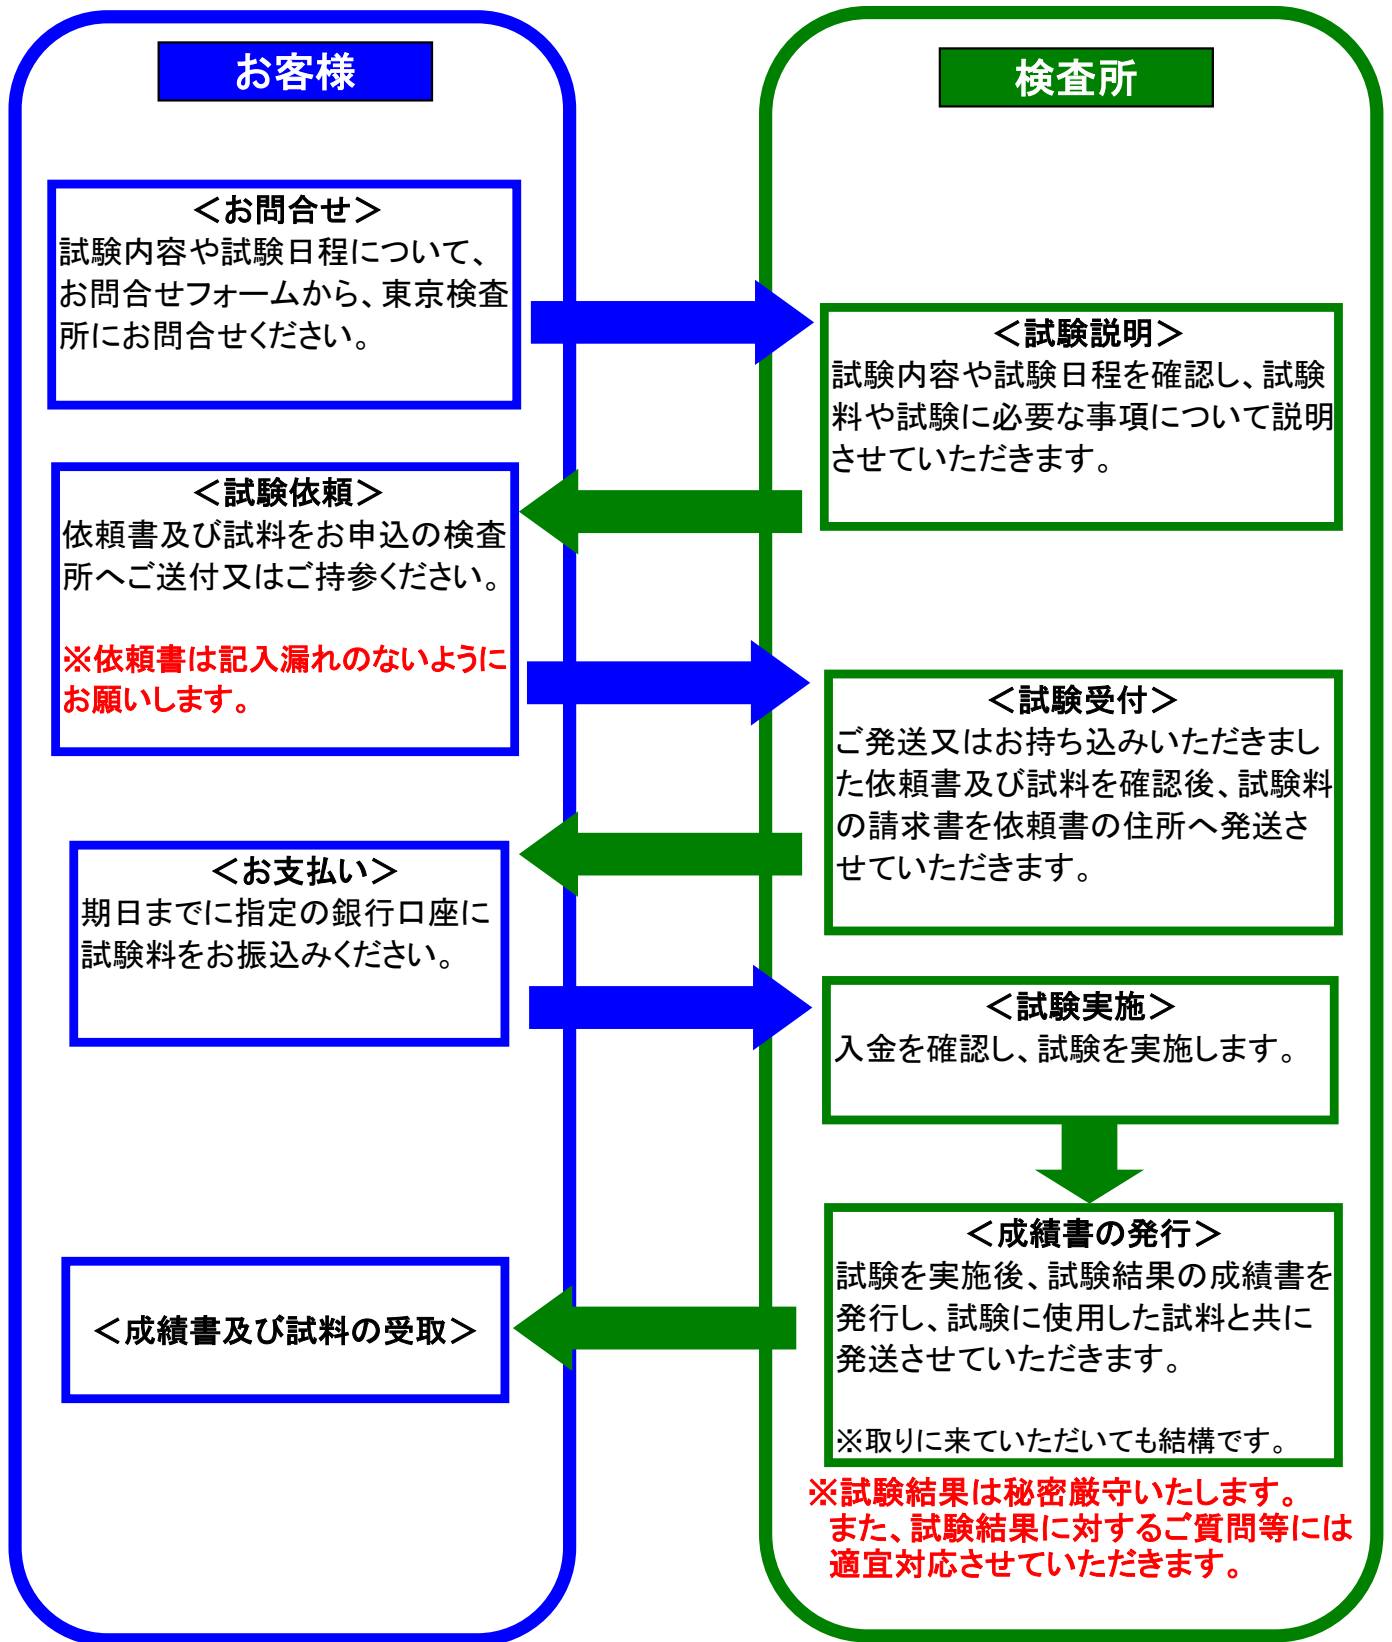 お客様
検査所
＜お問合せ＞
試験内容や試験日程について、
お問合せフォームから、東京検査
所にお問合せください。
＜試験説明＞
試験内容や試験日程を確認し、試験
料や試験に必要な事項について説明
させていただきます。
＜試験依頼＞
依頼書及び試料をお申込の検査
所へご送付又はご持参ください。
※依頼書は記入漏れのないように
お願いします。
＜試験受付＞
ご発送又はお持ち込みいただきまし
た依頼書及び試料を確認後、試験料
の請求書を依頼書の住所へ発送さ
せていただきます。
＜お支払い＞
期日までに指定の銀行口座に
試験料をお振込みください。
＜試験実施＞
入金を確認し、試験を実施します。
＜成績書の発行＞
試験を実施後、試験結果の成績書を
発行し、試験に使用した試料と共に
発送させていただきます。
※取りに来ていただいても結構です。
＜成績書及び試料の受取＞
※試験結果は秘密厳守いたします。
また、試験結果に対するご質問等には
適宜対応させていただきます。